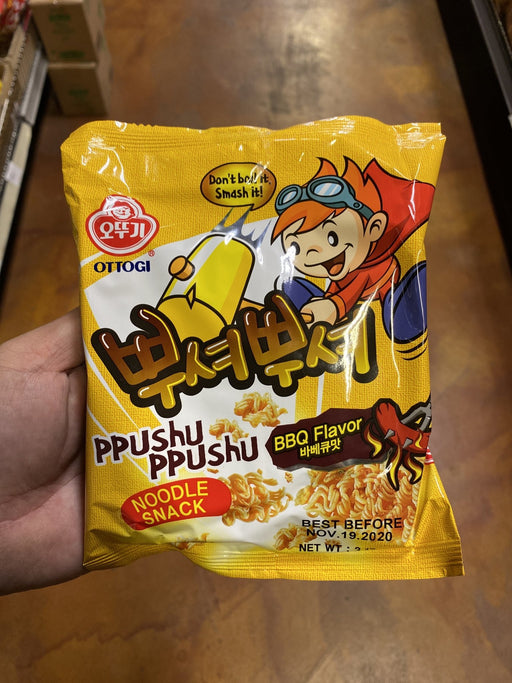 Don't boil it,
Smash it!
오뚜기
OTTOGI
뿌셔뿌셔
PPUSHU
PPUSHU
BBQ Flavor
바베큐맛
NOODLE
SNACK
BEST BEFORE
NOV.19.2020
NET WT :